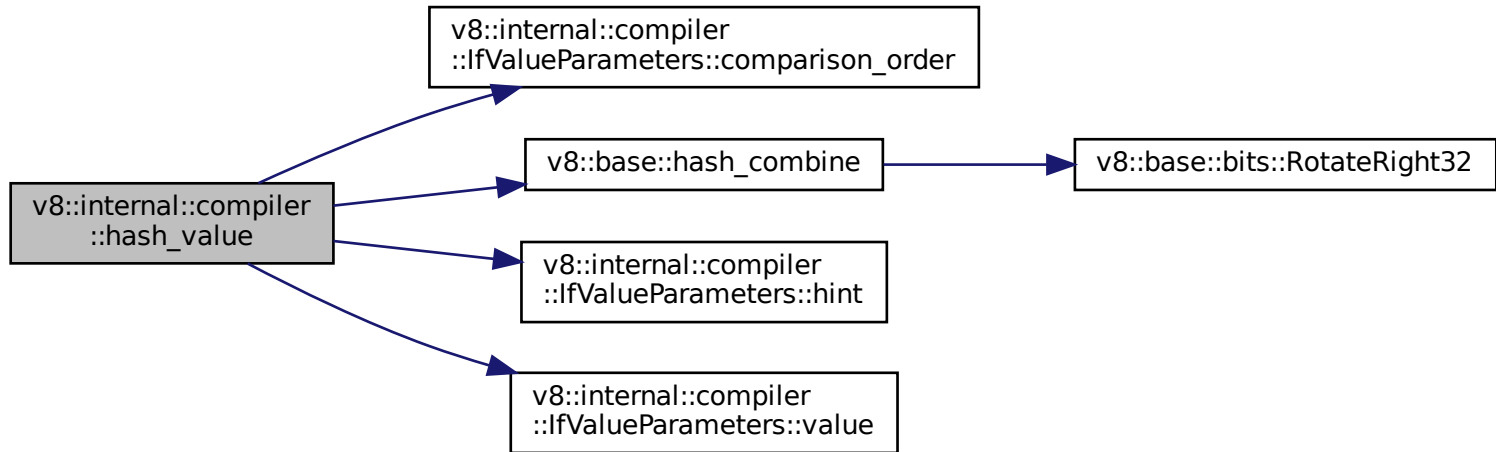 v8::internal::compiler
::IfValueParameters::comparison_order
v8::base::hash_combine
v8::base::bits::RotateRight32
v8::internal::compiler
::hash_value
v8::internal::compiler
::IfValueParameters::hint
v8::internal::compiler
::IfValueParameters::value